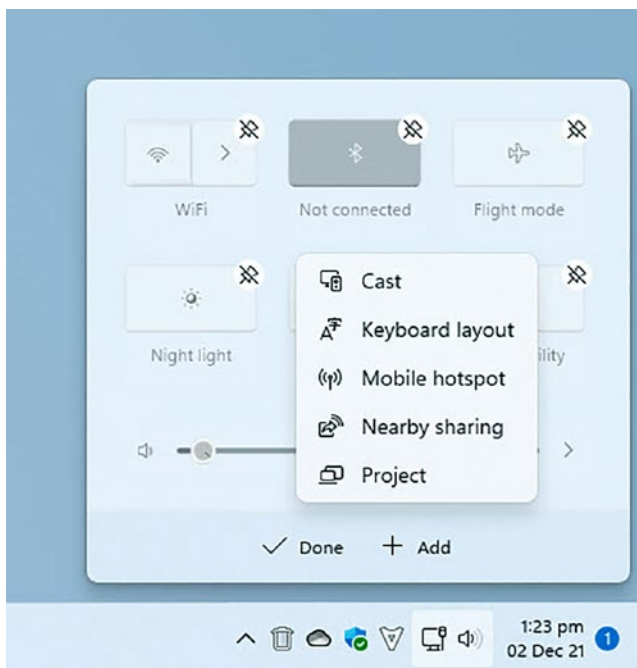 WiFi
Not connected
Flight mode
Cast
Keyboard layout
Mobile hotspot
Nearby sharing
Project
Night light
ility
Done
Add
1:23 pm
02 Dec 21
1